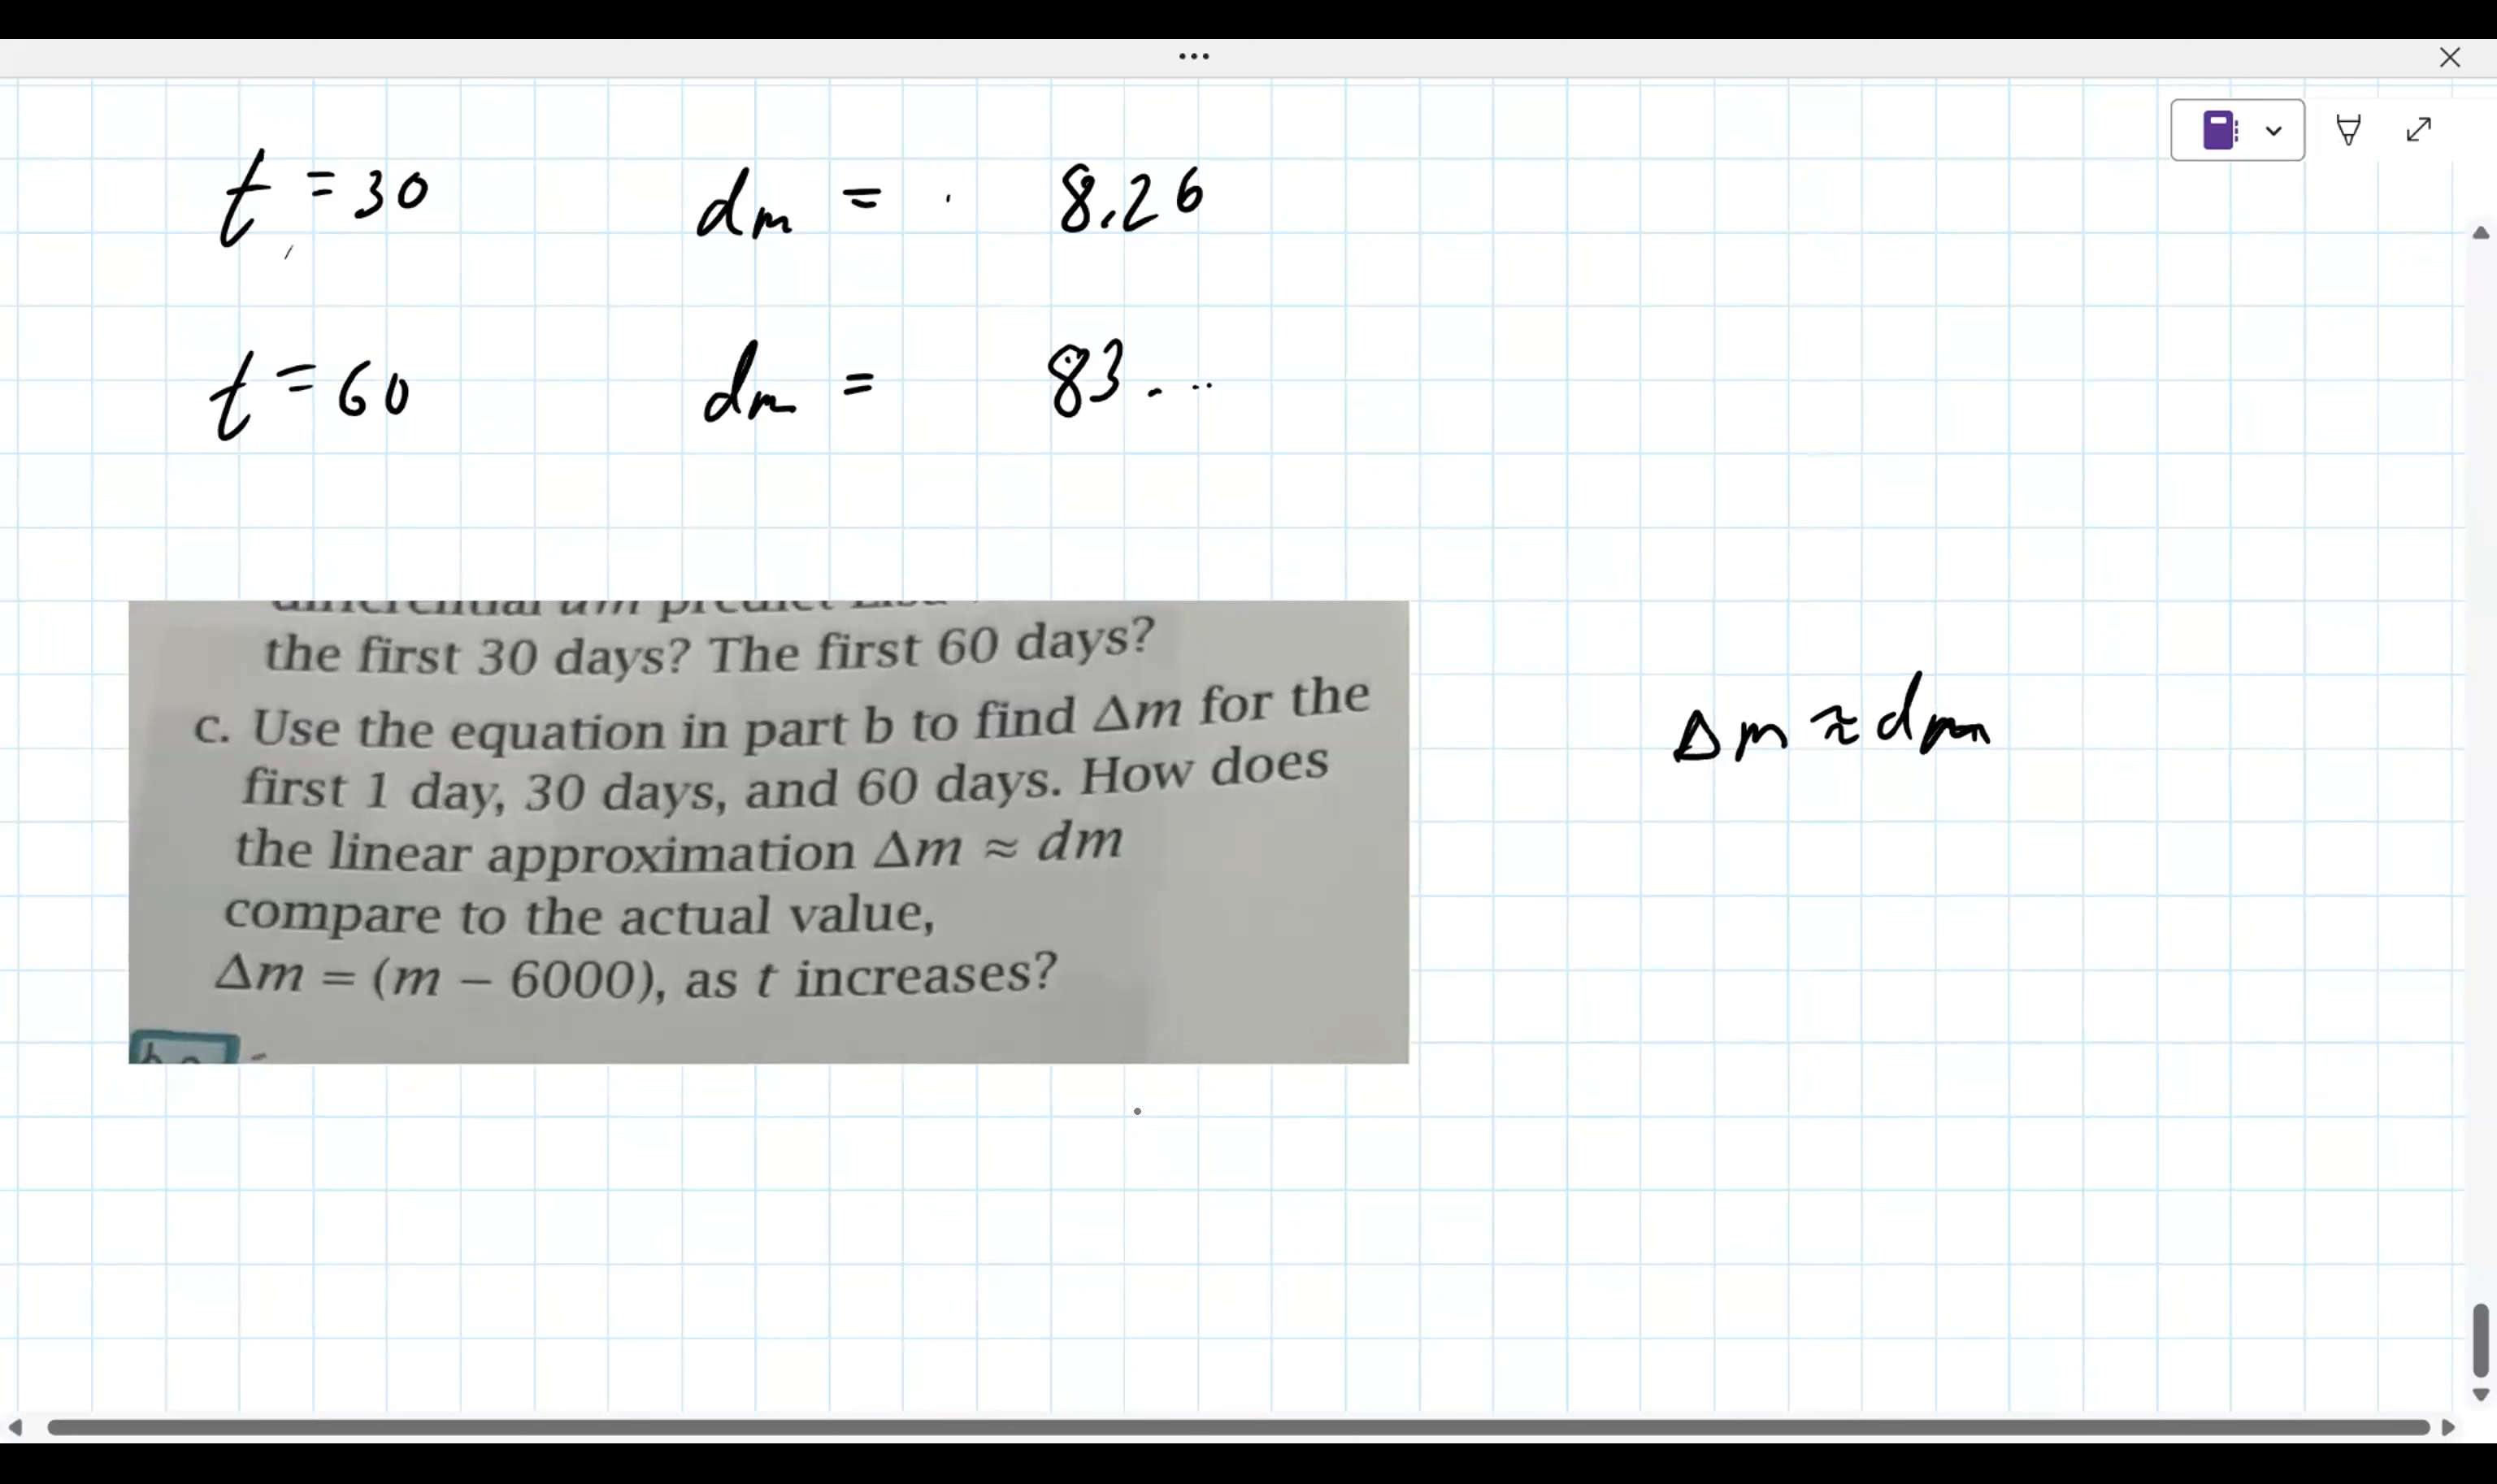 t = 30 dm = . 8.26
t = 60 dm = 83 . ..
the first 30 days? The first 60 days?
c. Use the equation in part b to find Δm for the
first 1 day, 30 days, and 60 days. How does
the linear approximation Δm ≈ dm
compare to the actual value,
Δm = (m − 6000), as t increases?
Δm ≈ dm